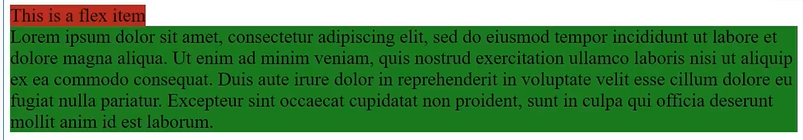 This is a flex item
Lorem ipsum dolor sit amet, consectetur adipiscing elit, sed do eiusmod tempor incididunt ut labore et
dolore magna aliqua. Ut enim ad minim veniam, quis nostrud exercitation ullamco laboris nisi ut aliquip
ex ea commodo consequat. Duis aute irure dolor in reprehenderit in voluptate velit esse cillum dolore eu
fugiat nulla pariatur. Excepteur sint occaecat cupidatat non proident, sunt in culpa qui officia deserunt
mollit anim id est laborum.